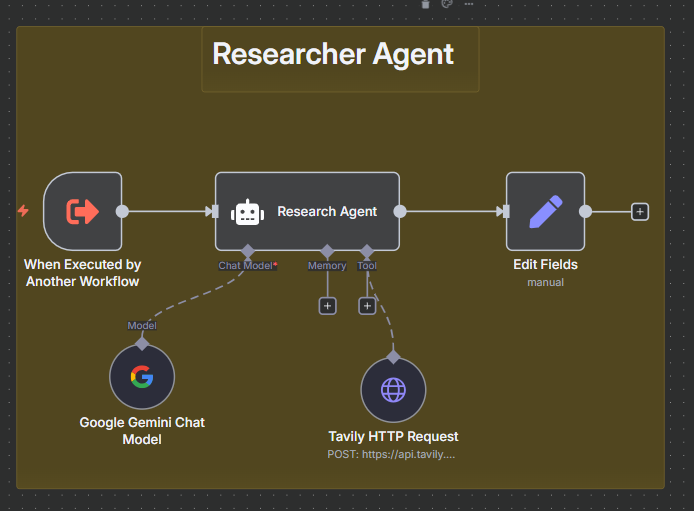 Researcher Agent
Research Agent
When Executed by
Another Workflow
Chat Model*
Memory
Tool
Edit Fields
manual
Model
Google Gemini Chat
Model
Tavily HTTP Request
POST: https://api.tavily....